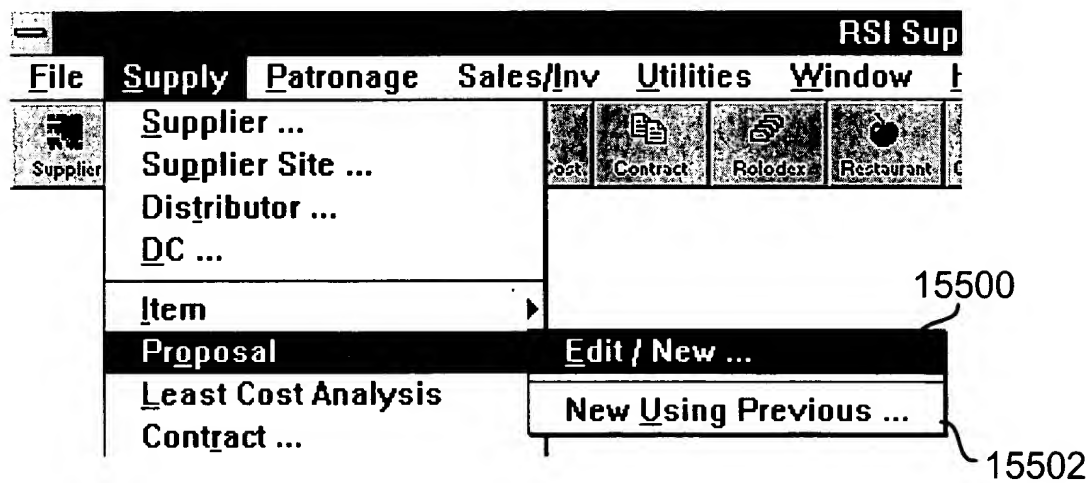 RSI Sup
File Supply Patronage Sales/Inv Utilities Window H
Supplier Cost Contract Rolodex Restaurant
Supplier ...
Supplier Site ...
Distributor ...
DC ...
Item
Proposal
Least Cost Analysis
Contract ...
Edit / New ...
New Using Previous ...
15500
15502